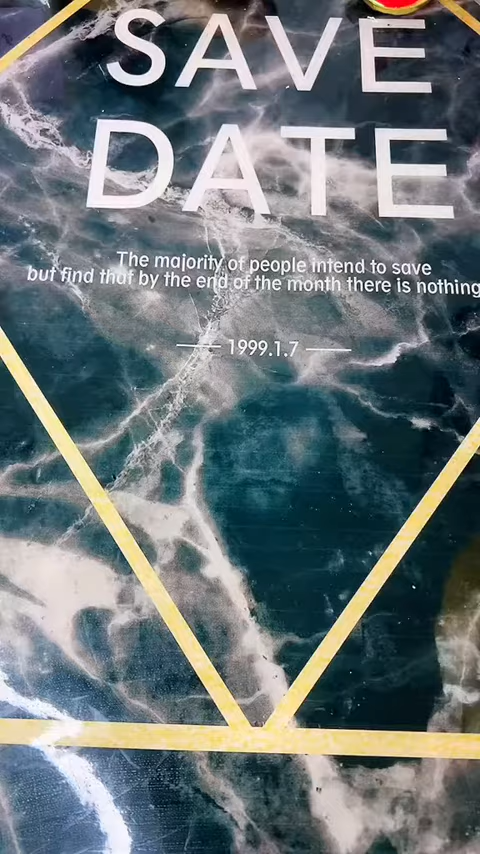 SAVE
DATE
The majority of people intend to save
but find that by the end of the month there is nothing
1999.1.7